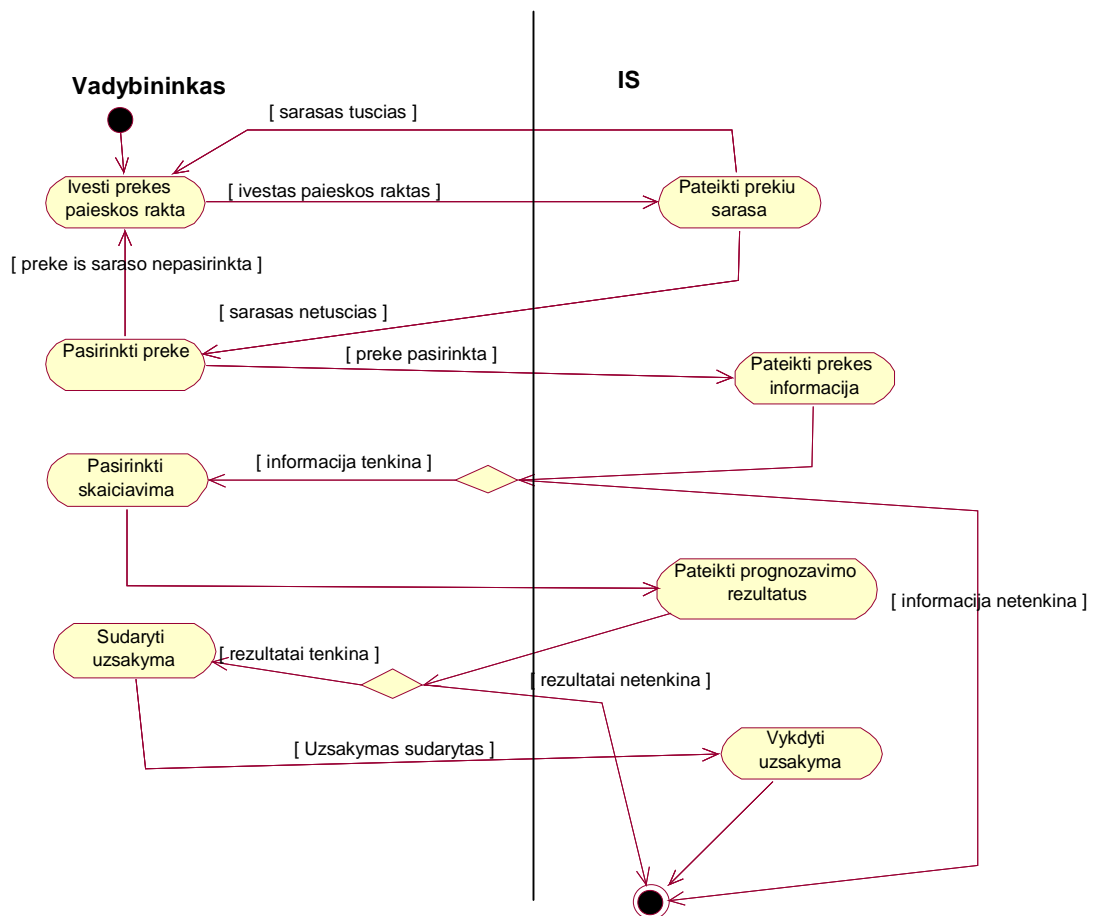 Vadybininkas
IS
[ sarasas tuscias ]
Ivesti prekes
paieskos rakta
[ ivestas paieskos raktas ]
Pateikti prekiu
sarasa
[ preke is saraso nepasirinkta ]
[ sarasas netuscias ]
Pasirinkti preke
[ preke pasirinkta ]
Pateikti prekes
informacija
Pasirinkti
skaiciavima
[ informacija tenkina ]
Pateikti prognozavimo
rezultatus
[ informacija netenkina ]
Sudaryti
uzsakyma
[ rezultatai tenkina ]
[ rezultatai netenkina ]
[ Uzsakymas sudarytas ]
Vykdyti
uzsakyma